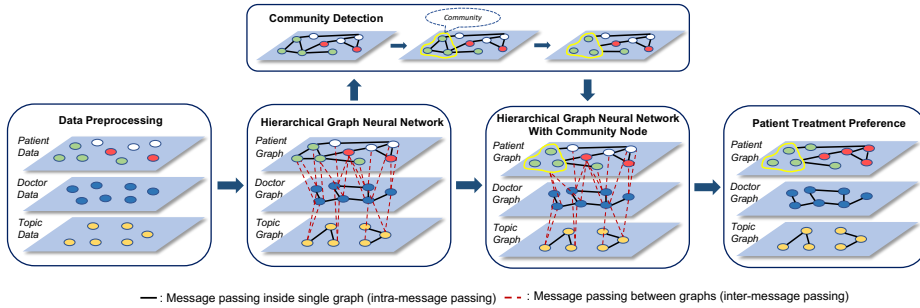 Community Detection
Community
Data Preprocessing
Patient
Data
Doctor
Data
Topic
Data
Hierarchical Graph Neural Network
Patient
Graph
Doctor
Graph
Topic
Graph
Hierarchical Graph Neural Network
With Community Node
Patient
Graph
Doctor
Graph
Topic
Graph
Patient Treatment Preference
Patient
Graph
Doctor
Graph
Topic
Graph
: Message passing inside single graph (intra-message passing)
: Message passing between graphs (inter-message passing)